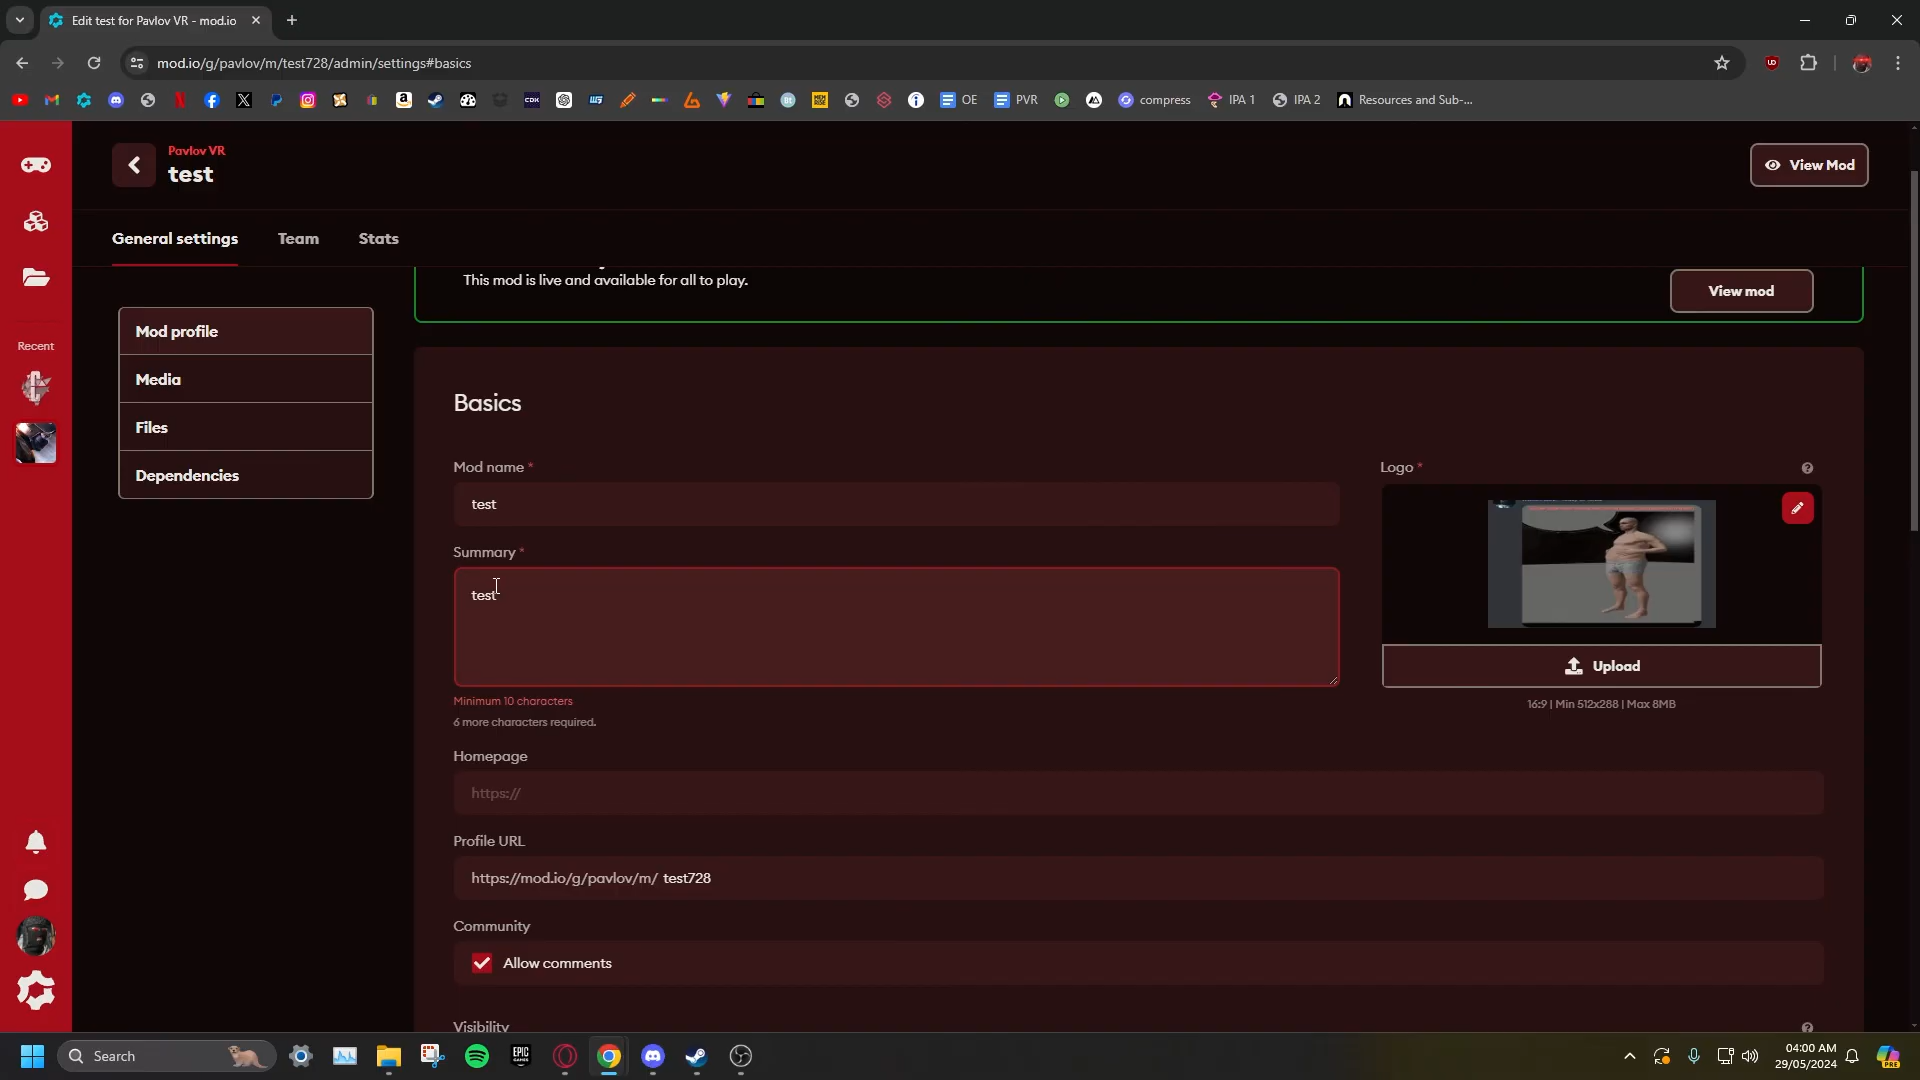 Edit test for Pavlov VR - mod.io
mod.io/g/pavlov/m/test728/admin/settings#basics
OE
PVR
compress
IPA 1
IPA 2
Resources and Sub-...
Pavlov VR
test
View Mod
General settings
Team
Stats
This mod is live and available for all to play.
View mod
Mod profile
Media
Files
Dependencies
Recent
Basics
Mod name *
test
Logo *
Summary *
test
Upload
Minimum 10 characters
16:9 | Min 512x288 | Max 8MB
6 more characters required.
Homepage
https://
Profile URL
https://mod.io/g/pavlov/m/ test728
Community
Allow comments
Visibility
Search
04:00 AM
29/05/2024